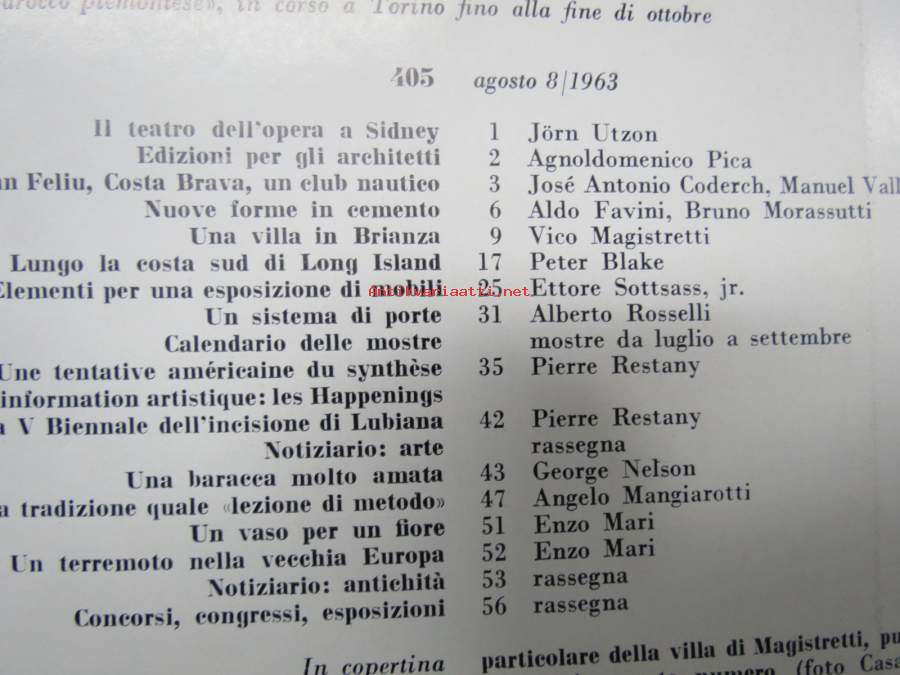 barocco piemontese», in corso a Torino fino alla fine di ottobre
405 agosto 8/1963
Il teatro dell'opera a Sidney 1 Jörn Utzon
Edizioni per gli architetti 2 Agnoldomenico Pica
Feliu, Costa Brava, un club nautico 3 José Antonio Coderch, Manuel Vall
Nuove forme in cemento 6 Aldo Favini, Bruno Morassutti
Una villa in Brianza 9 Vico Magistretti
Lungo la costa sud di Long Island 17 Peter Blake
Elementi per una esposizione di mobili 25 Ettore Sottsass, jr.
Antikvariaatti.net
Un sistema di porte 31 Alberto Rosselli
Calendario delle mostre mostre da luglio a settembre
Une tentative américaine du synthèse 35 Pierre Restany
information artistique: les Happenings
V Biennale dell'incisione di Lubiana 42 Pierre Restany
Notiziario: arte rassegna
Una baracca molto amata 43 George Nelson
a tradizione quale «lezione di metodo» 47 Angelo Mangiarotti
Un vaso per un fiore 51 Enzo Mari
Un terremoto nella vecchia Europa 52 Enzo Mari
Notiziario: antichità 53 rassegna
Concorsi, congressi, esposizioni 56 rassegna
In copertina particolare della villa di Magistretti, pu
numero (foto Casa